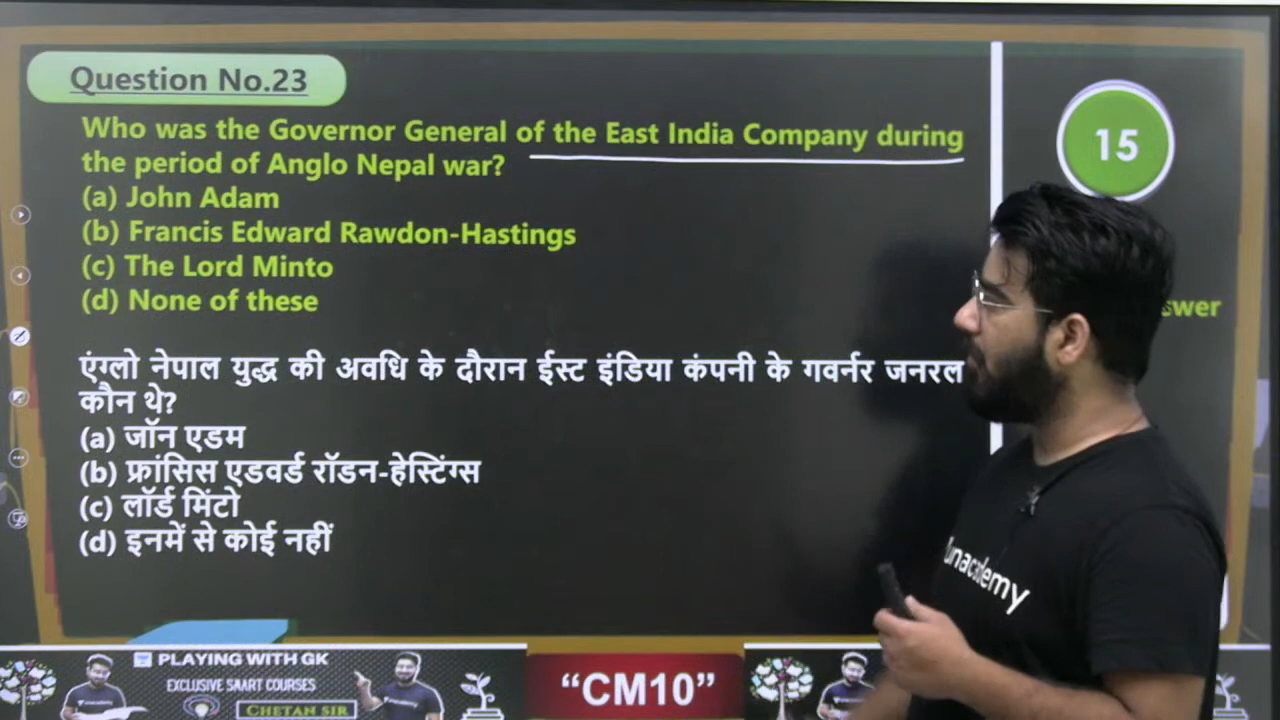 Question No.23
15
Who was the Governor General of the East India Company during
the period of Anglo Nepal war?
(a) John Adam
(b) Francis Edward Rawdon-Hastings
(c) The Lord Minto
(d) None of these
एंग्लो नेपाल युद्ध की अवधि के दौरान ईस्ट इंडिया कंपनी के गवर्नर जनरल
कौन थे?
(a) जॉन एडम
(b) फ्रांसिस एडवर्ड रॉडन-हेस्टिंग्स
(c) लॉर्ड मिंटो
(d) इनमें से कोई नहीं
unacademy
PLAYING WITH GK
EXCLUSIVE SAART COURSES
CHETAN SIR
“CM10”